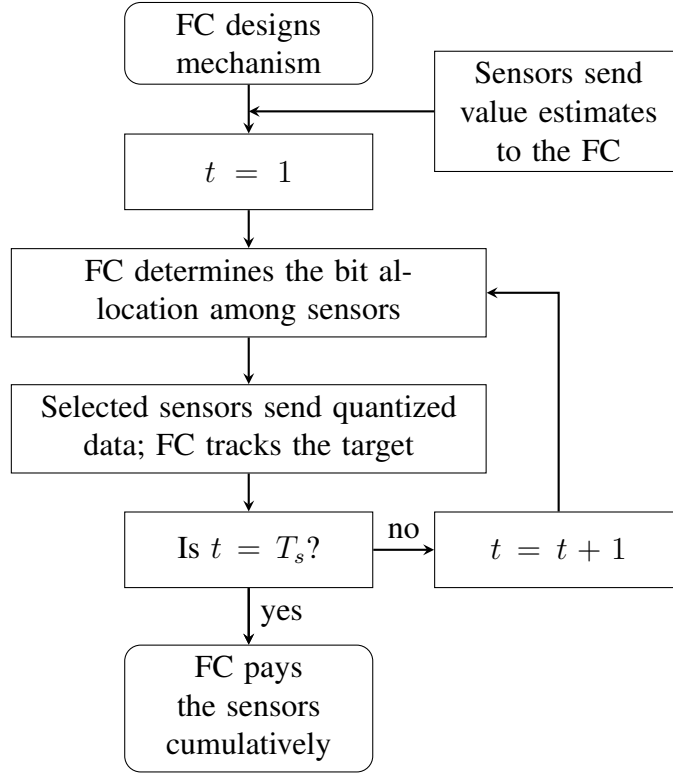 FC designs
mechanism
Sensors send
value estimates
to the FC
t = 1
FC determines the bit al-
location among sensors
Selected sensors send quantized
data; FC tracks the target
Is t = T_s?
no
t = t + 1
yes
FC pays
the sensors
cumulatively